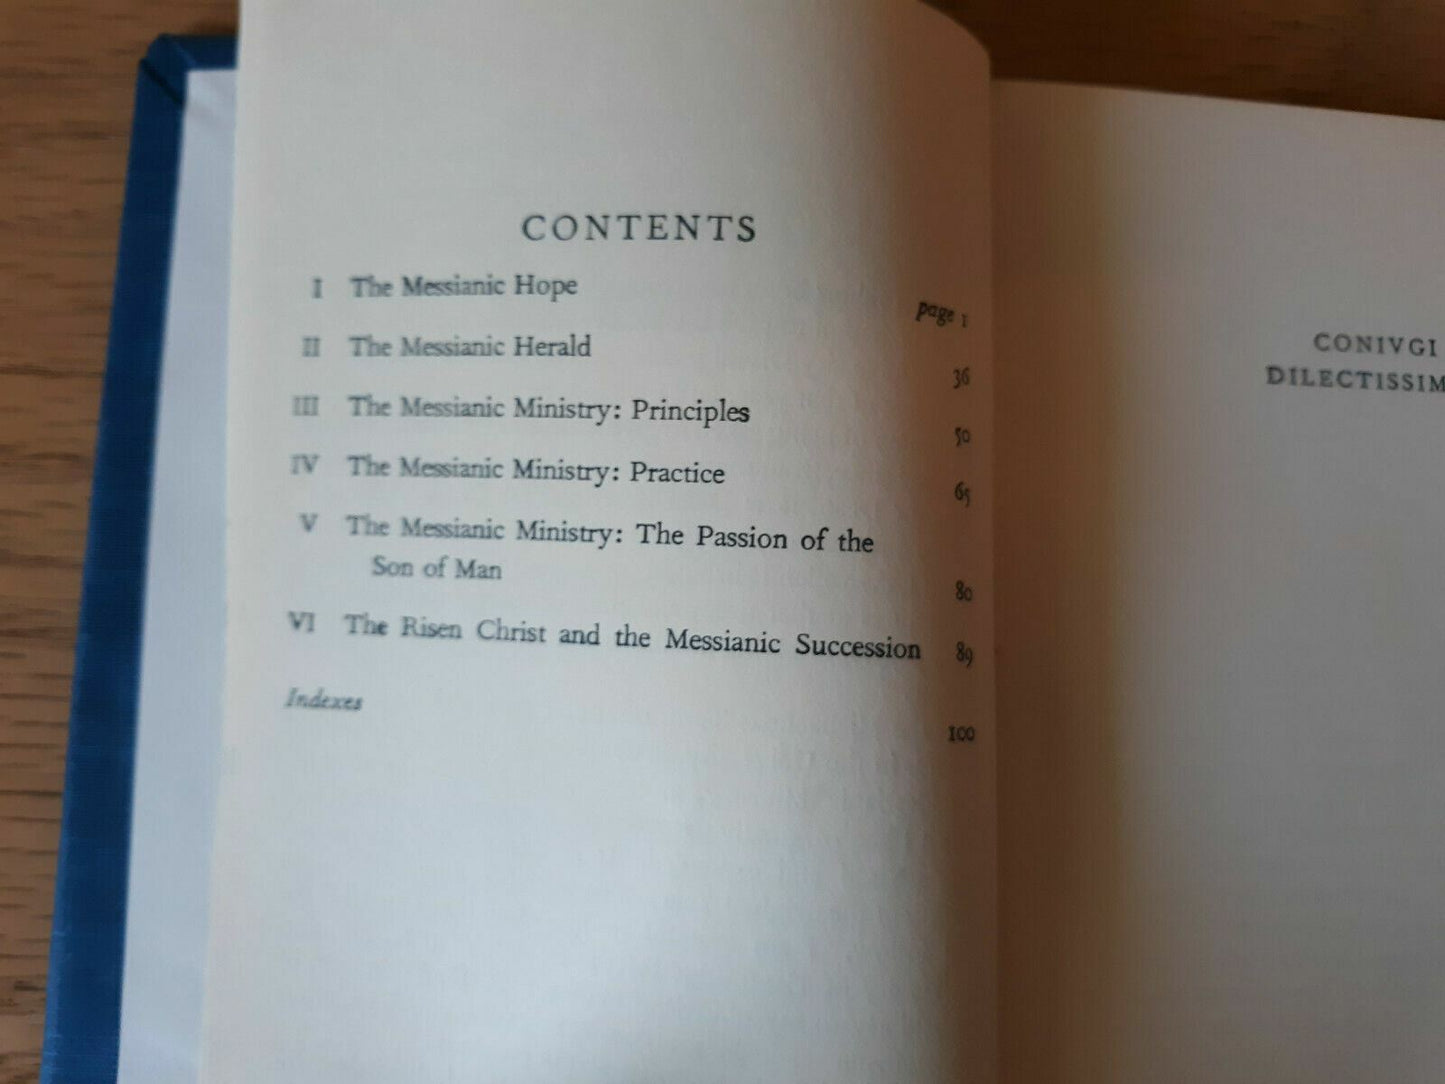 CONTENTS
I The Messianic Hope page 1
II The Messianic Herald 36
III The Messianic Ministry: Principles 50
IV The Messianic Ministry: Practice 65
V The Messianic Ministry: The Passion of the
Son of Man 80
VI The Risen Christ and the Messianic Succession 89
Indexes 100
CONIVGI
DILECTISSIM